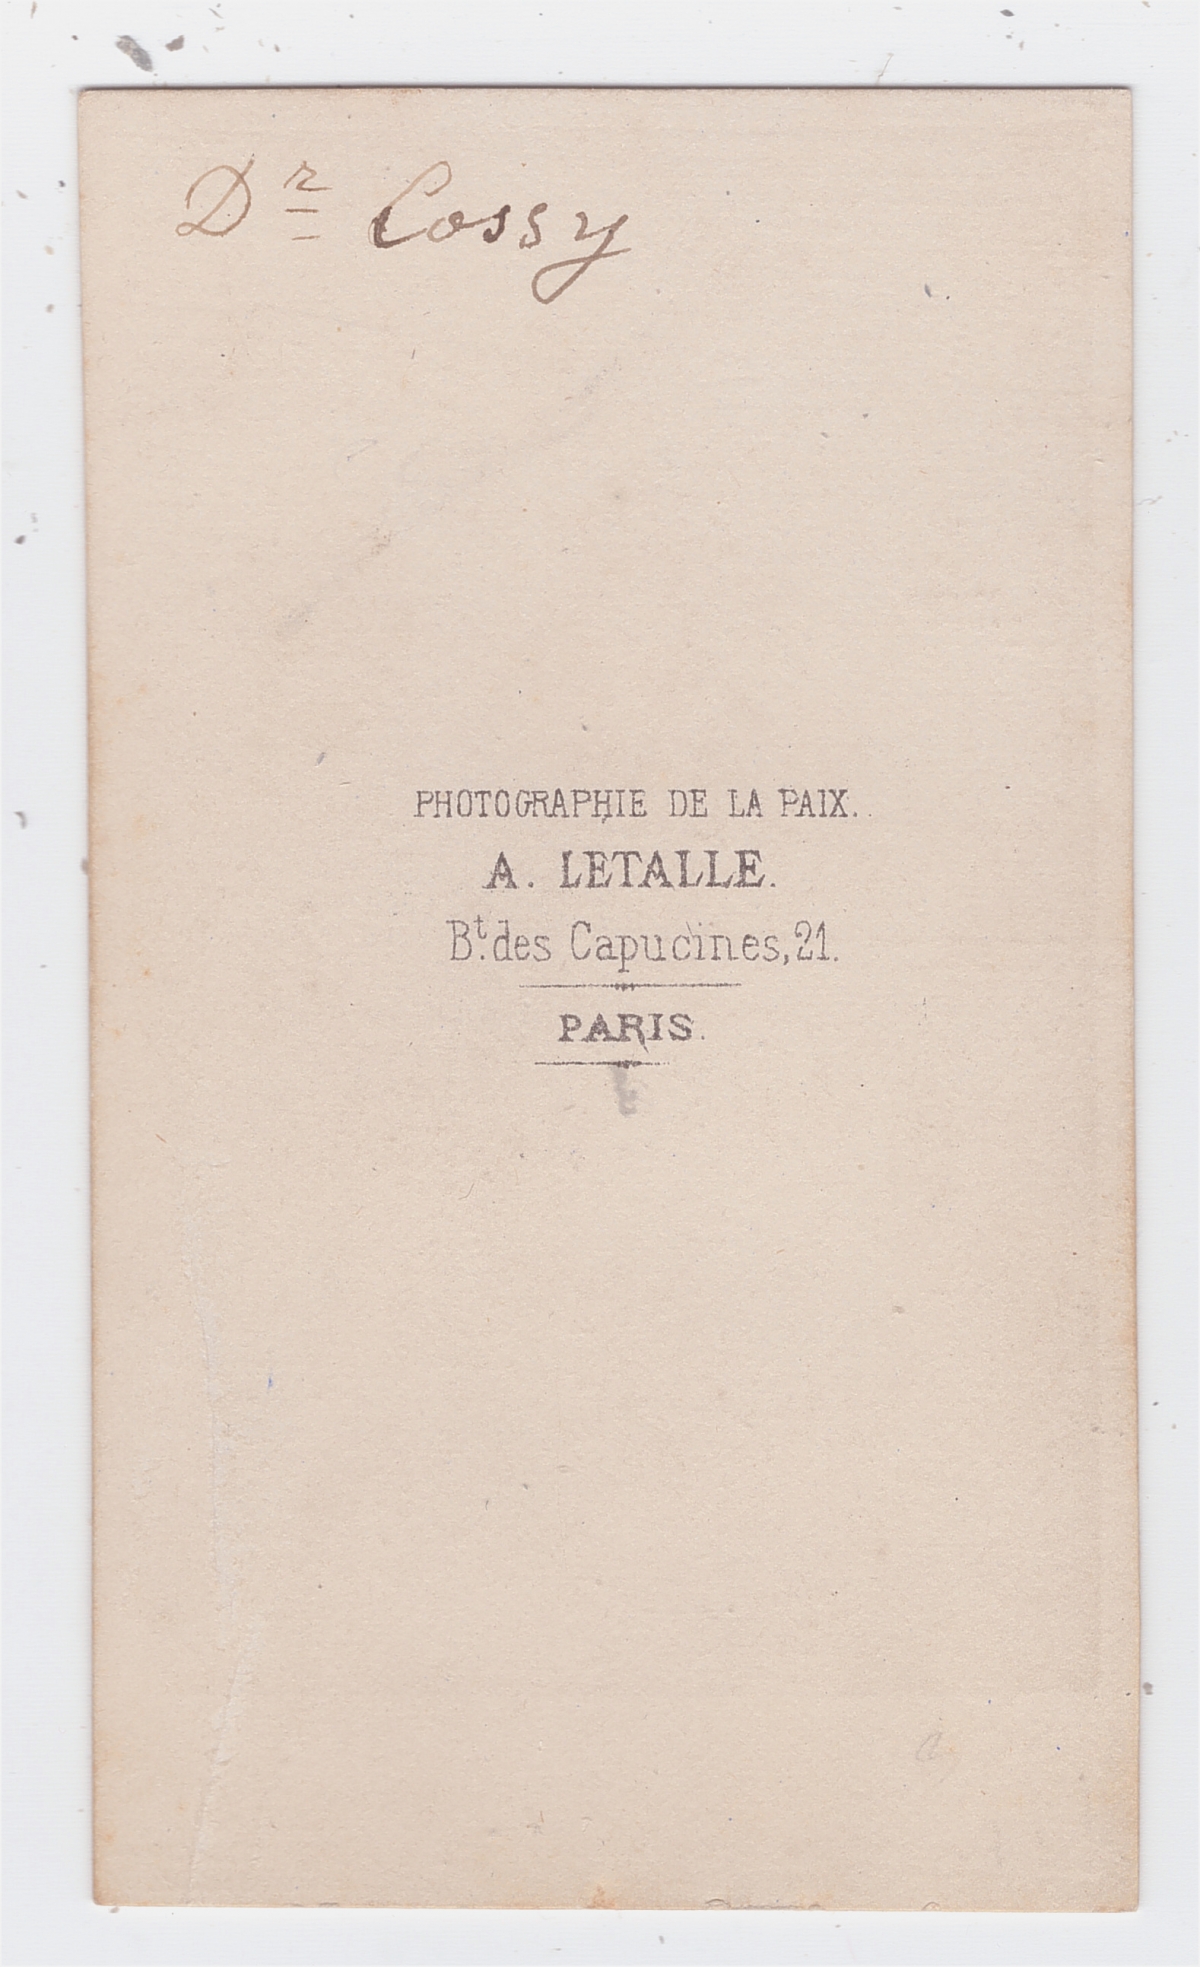 Dr Cossy
PHOTOGRAPHIE DE LA PAIX.
A. LETALLE.
Bt. des Capucines, 21.
PARIS.